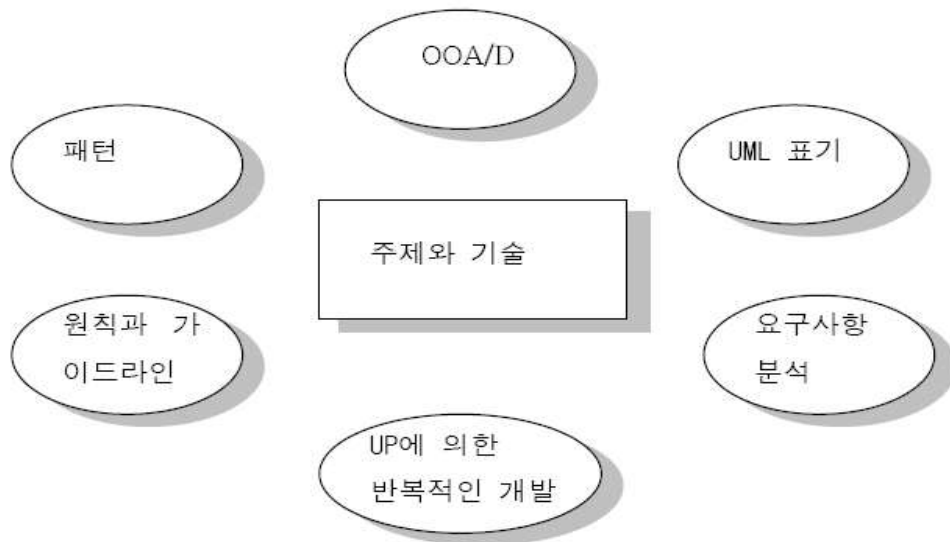 OOA/D
패턴
UML 표기
주제와 기술
원칙과 가
이드라인
요구사항
분석
UP에 의한
반복적인 개발